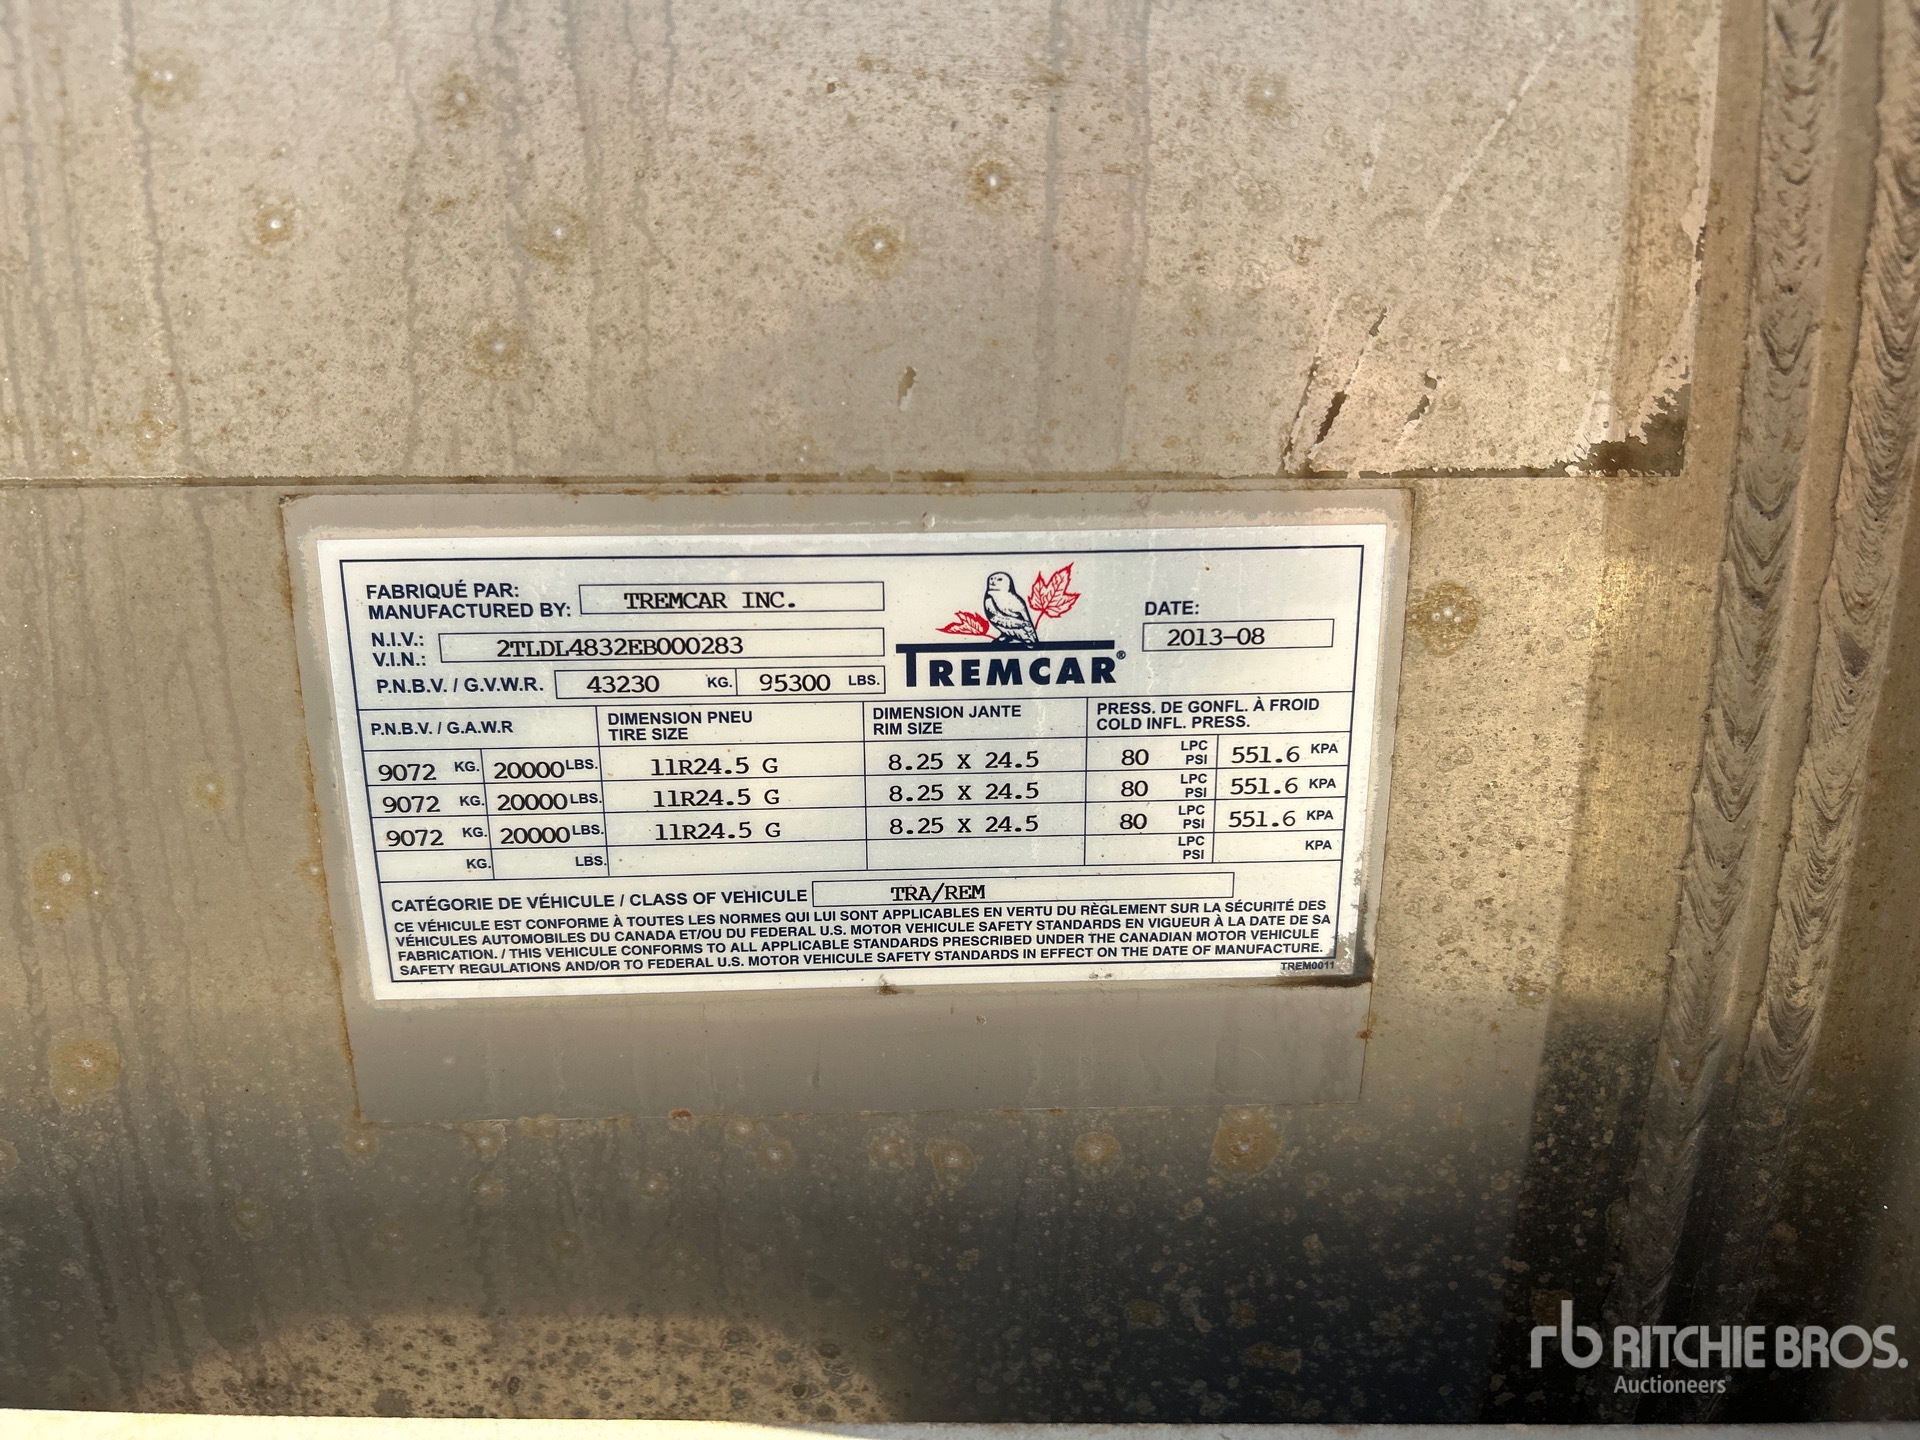 FABRIQUÉ PAR:
MANUFACTURED BY: TREMCAR INC.
N.I.V.:
V.I.N.: 2TLDL4832EB000283
P.N.B.V. / G.V.W.R. 43230 KG. 95300 LBS.
TREMCAR®
DATE:
2013-08
P.N.B.V. / G.A.W.R
DIMENSION PNEU
TIRE SIZE
DIMENSION JANTE
RIM SIZE
PRESS. DE GONFL. À FROID
COLD INFL. PRESS.
9072 KG. 20000 LBS. 11R24.5 G 8.25 X 24.5 80 LPC PSI 551.6 KPA
9072 KG. 20000 LBS. 11R24.5 G 8.25 X 24.5 80 LPC PSI 551.6 KPA
9072 KG. 20000 LBS. 11R24.5 G 8.25 X 24.5 80 LPC PSI 551.6 KPA
KG. LBS. LPC PSI KPA
CATÉGORIE DE VÉHICULE / CLASS OF VEHICULE TRA/REM
CE VÉHICULE EST CONFORME À TOUTES LES NORMES QUI LUI SONT APPLICABLES EN VERTU DU RÈGLEMENT SUR LA SÉCURITÉ DES
VÉHICULES AUTOMOBILES DU CANADA ET/OU DU FEDERAL U.S. MOTOR VEHICULE SAFETY STANDARDS EN VIGUEUR À LA DATE DE SA
FABRICATION. / THIS VEHICULE CONFORMS TO ALL APPLICABLE STANDARDS PRESCRIBED UNDER THE CANADIAN MOTOR VEHICULE
SAFETY REGULATIONS AND/OR TO FEDERAL U.S. MOTOR VEHICULE SAFETY STANDARDS IN EFFECT ON THE DATE OF MANUFACTURE.
TREM0011
rb RITCHIE BROS.
Auctioneers